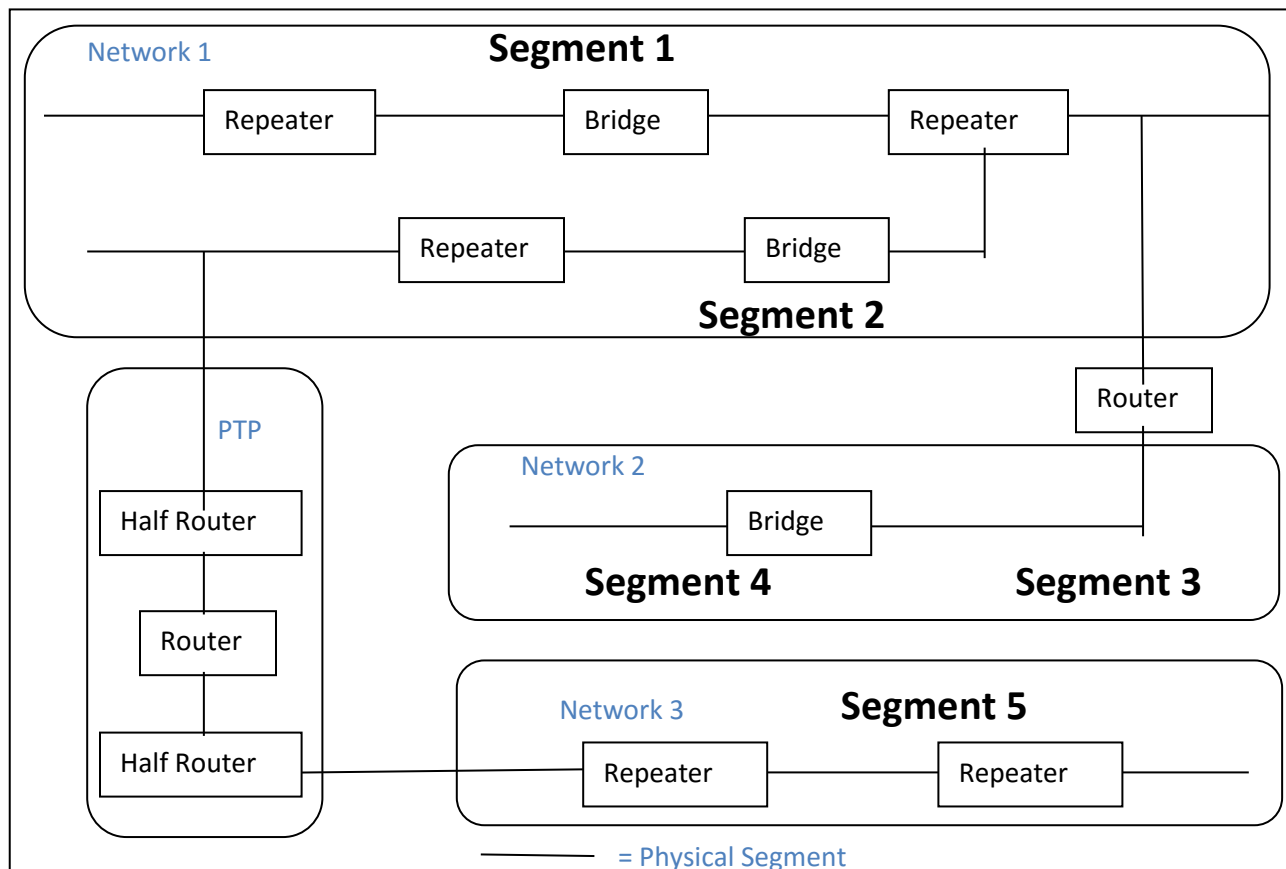 Network 1
Segment 1
Repeater
Bridge
Repeater
Repeater
Bridge
Segment 2
Router
PTP
Network 2
Half Router
Bridge
Segment 4
Segment 3
Router
Network 3
Segment 5
Half Router
Repeater
Repeater
= Physical Segment